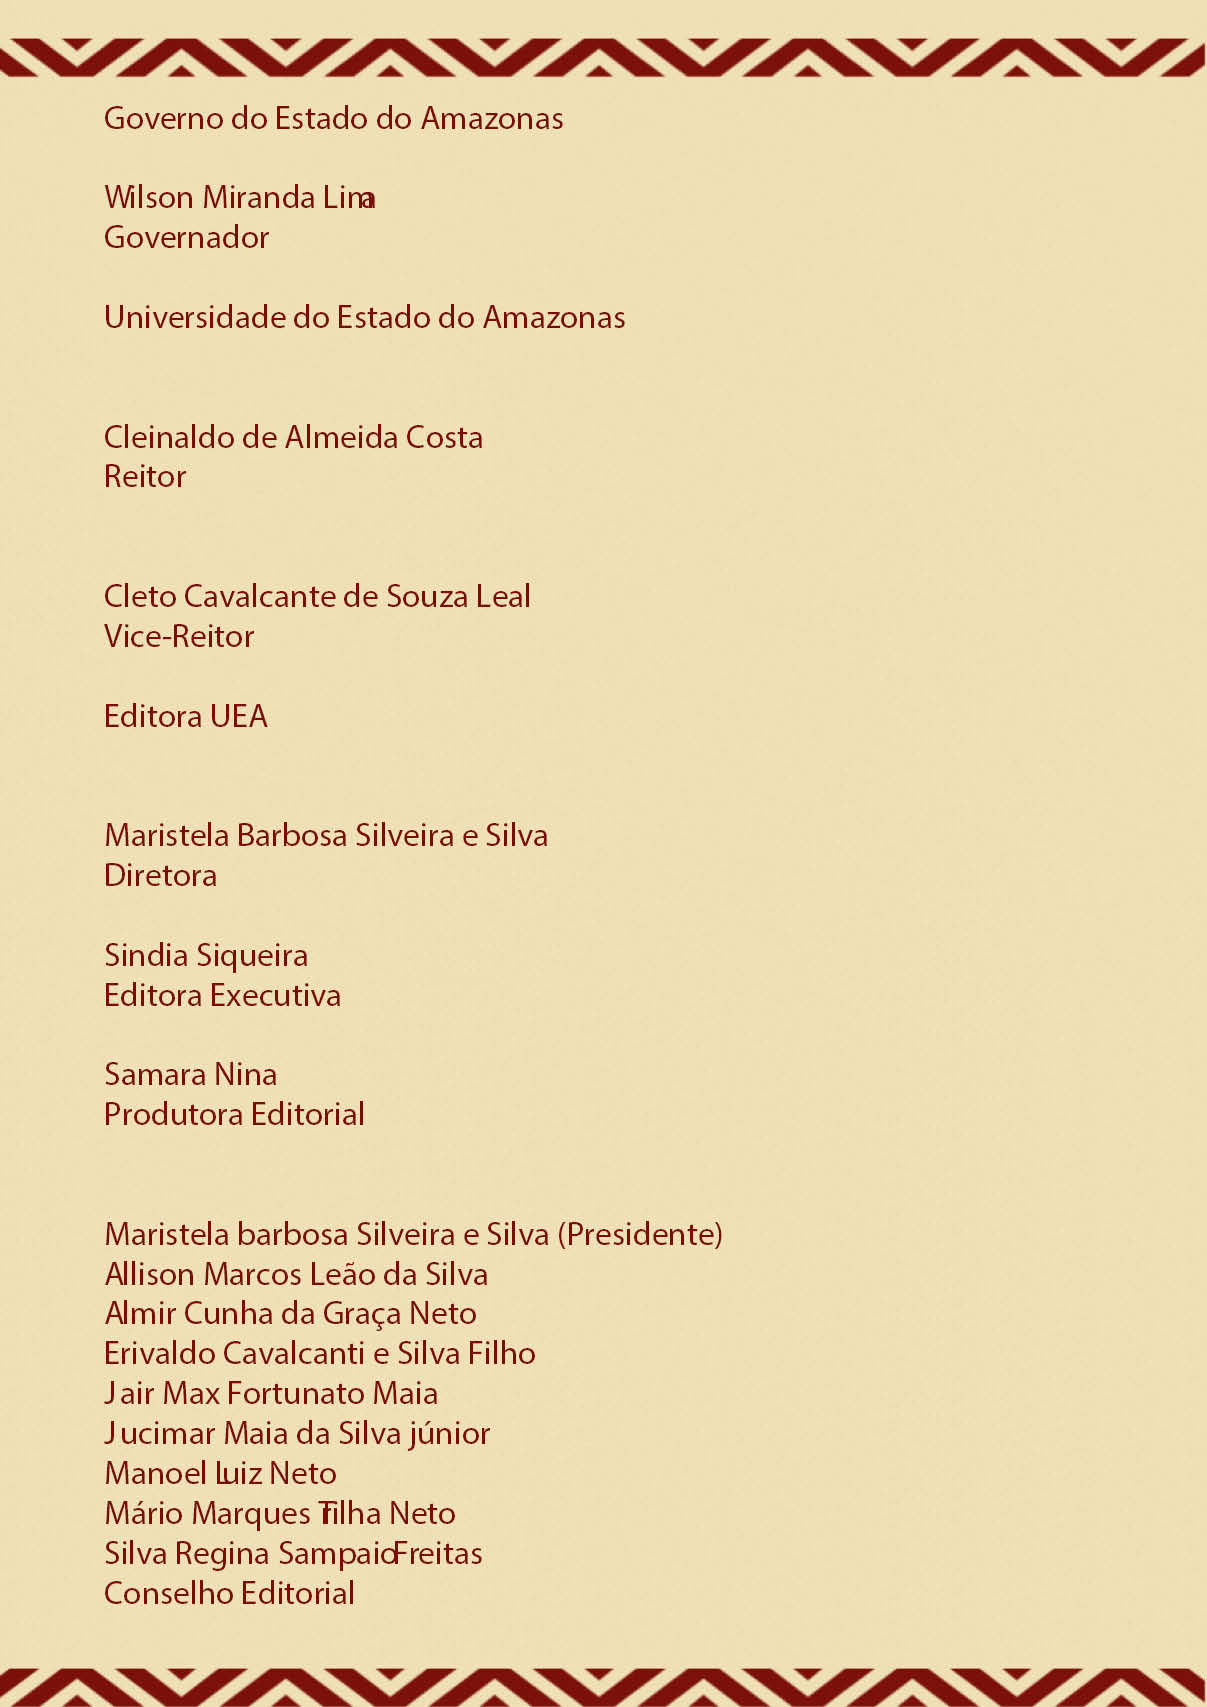 Governo do Estado do Amazonas
Wilson Miranda Lima
Governador
Universidade do Estado do Amazonas
Cleinaldo de Almeida Costa
Reitor
Cleto Cavalcante de Souza Leal
Vice-Reitor
Editora UEA
Maristela Barbosa Silveira e Silva
Diretora
Sindia Siqueira
Editora Executiva
Samara Nina
Produtora Editorial
Maristela barbosa Silveira e Silva (Presidente)
Allison Marcos Leão da Silva
Almir Cunha da Graça Neto
Erivaldo Cavalcanti e Silva Filho
Jair Max Fortunato Maia
Jucimar Maia da Silva júnior
Manoel Luiz Neto
Mário Marques Trilha Neto
Silva Regina Sampaio Freitas
Conselho Editorial